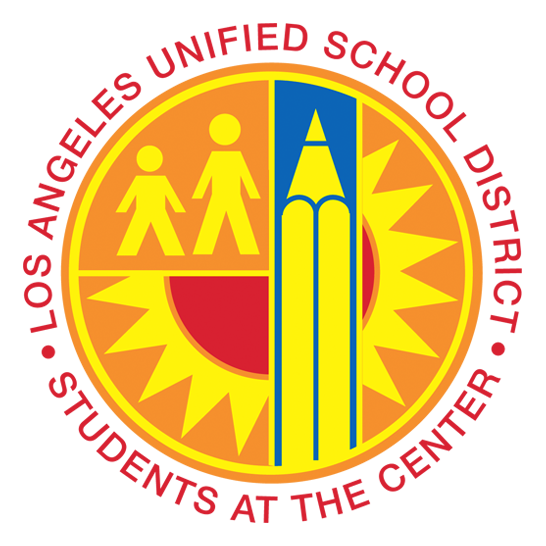 LOS ANGELES UNIFIED SCHOOL DISTRICT
• STUDENTS AT THE CENTER •